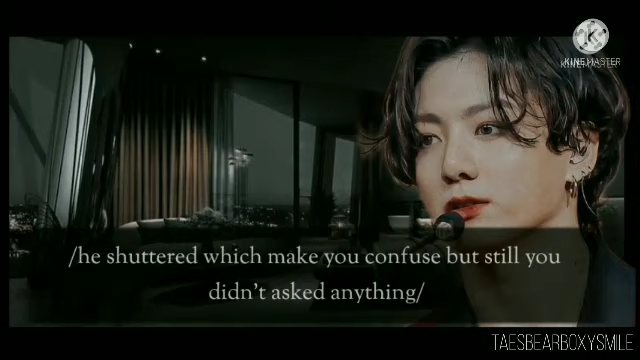 KINEMASTER
/he shuttered which make you confuse but still you
didn't asked anything/
TAESBEARBOXYSMILE